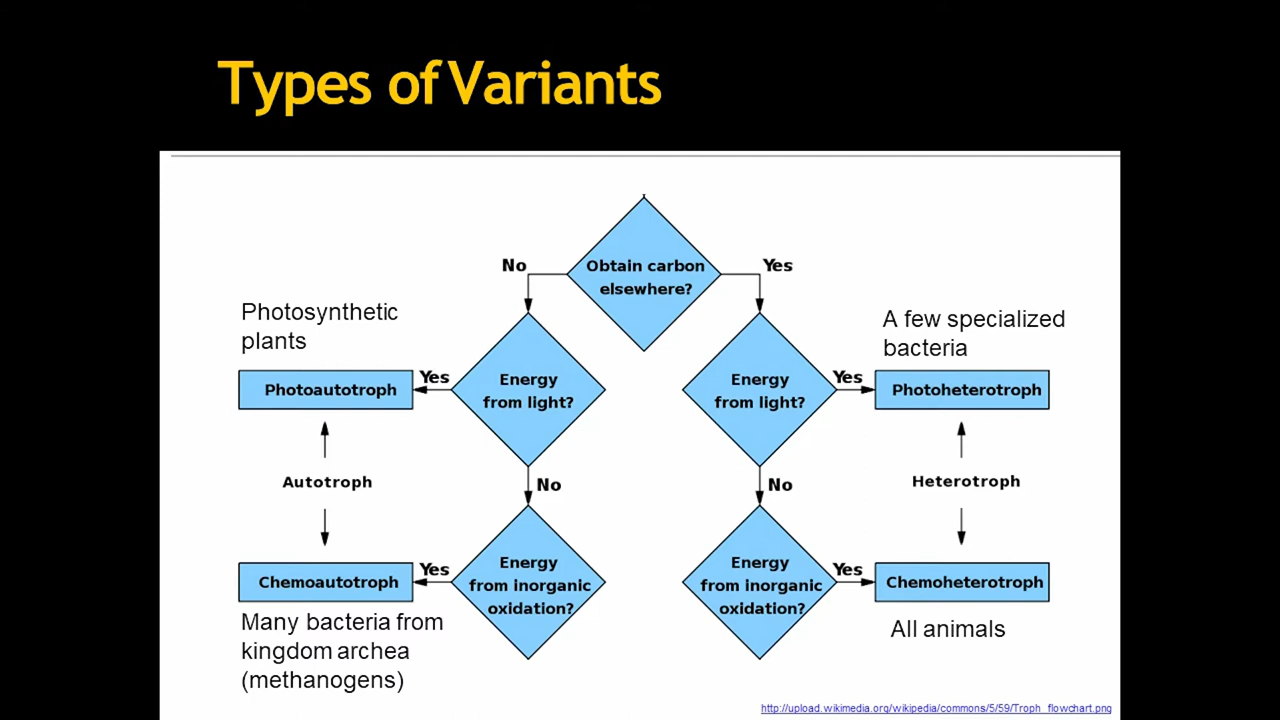 Types of Variants
Obtain carbon
elsewhere?
No
Yes
Photosynthetic
plants
A few specialized
bacteria
Photoautotroph
Yes
Energy
from light?
Energy
from light?
Yes
Photoheterotroph
Autotroph
No
No
Heterotroph
Chemoautotroph
Yes
Energy
from inorganic
oxidation?
Energy
from inorganic
oxidation?
Yes
Chemoheterotroph
Many bacteria from
kingdom archea
(methanogens)
All animals
http://upload.wikimedia.org/wikipedia/commons/5/59/Troph_flowchart.png